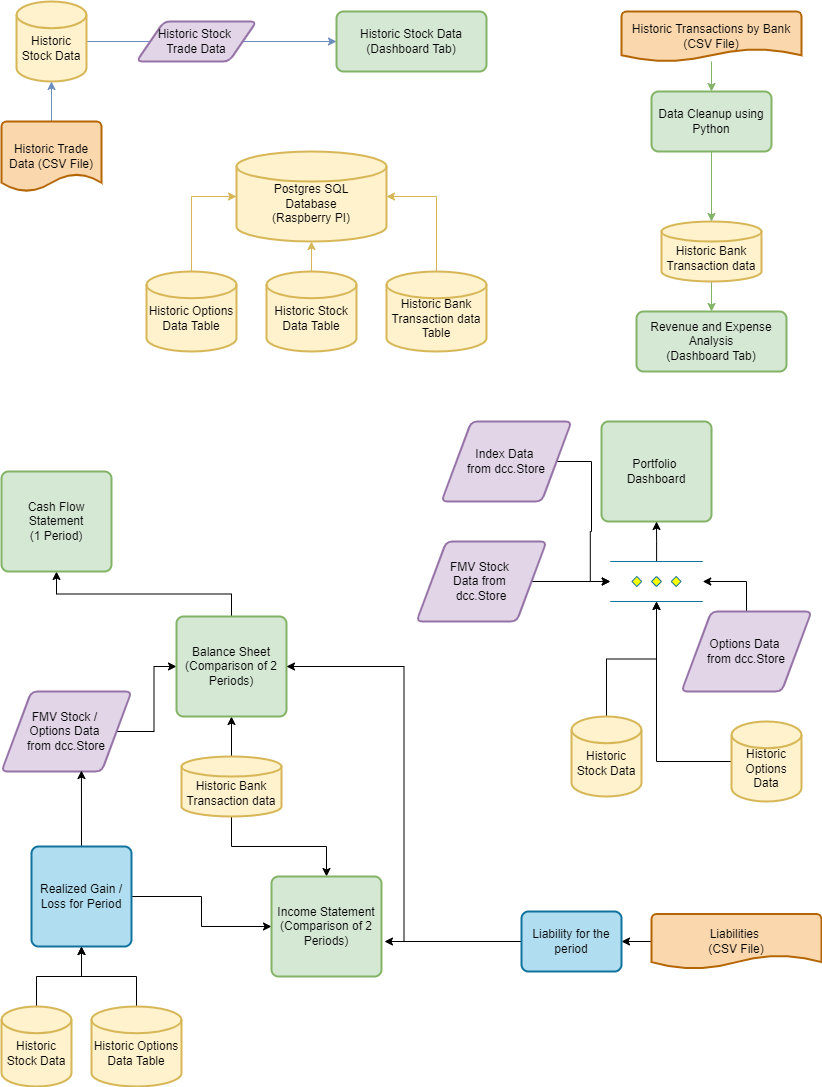 Historic
Stock Data
Historic Stock
Trade Data
Historic Stock Data
(Dashboard Tab)
Historic Transactions by Bank
(CSV File)
Historic Trade
Data (CSV File)
Data Cleanup using
Python
Postgres SQL
Database
(Raspberry PI)
Historic Bank
Transaction data
Historic Options
Data Table
Historic Stock
Data Table
Historic Bank
Transaction data
Table
Revenue and Expense
Analysis
(Dashboard Tab)
Index Data
from dcc.Store
Portfolio
Dashboard
Cash Flow
Statement
(1 Period)
FMV Stock
Data from
dcc.Store
Options Data
from dcc.Store
Balance Sheet
(Comparison of 2
Periods)
FMV Stock /
Options Data
from dcc.Store
Historic
Stock Data
Historic
Options
Data
Historic Bank
Transaction data
Realized Gain /
Loss for Period
Income Statement
(Comparison of 2
Periods)
Liability for the
period
Liabilities
(CSV File)
Historic
Stock Data
Historic Options
Data Table